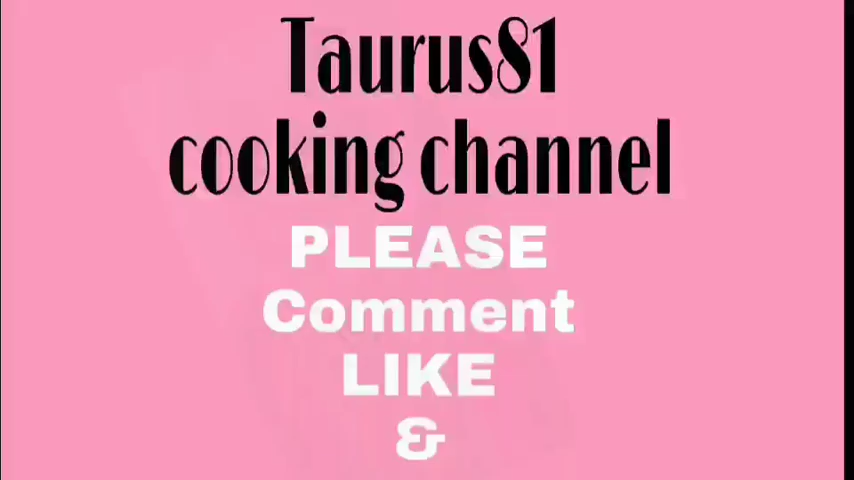 Taurus81
cooking channel
PLEASE
Comment
LIKE
&